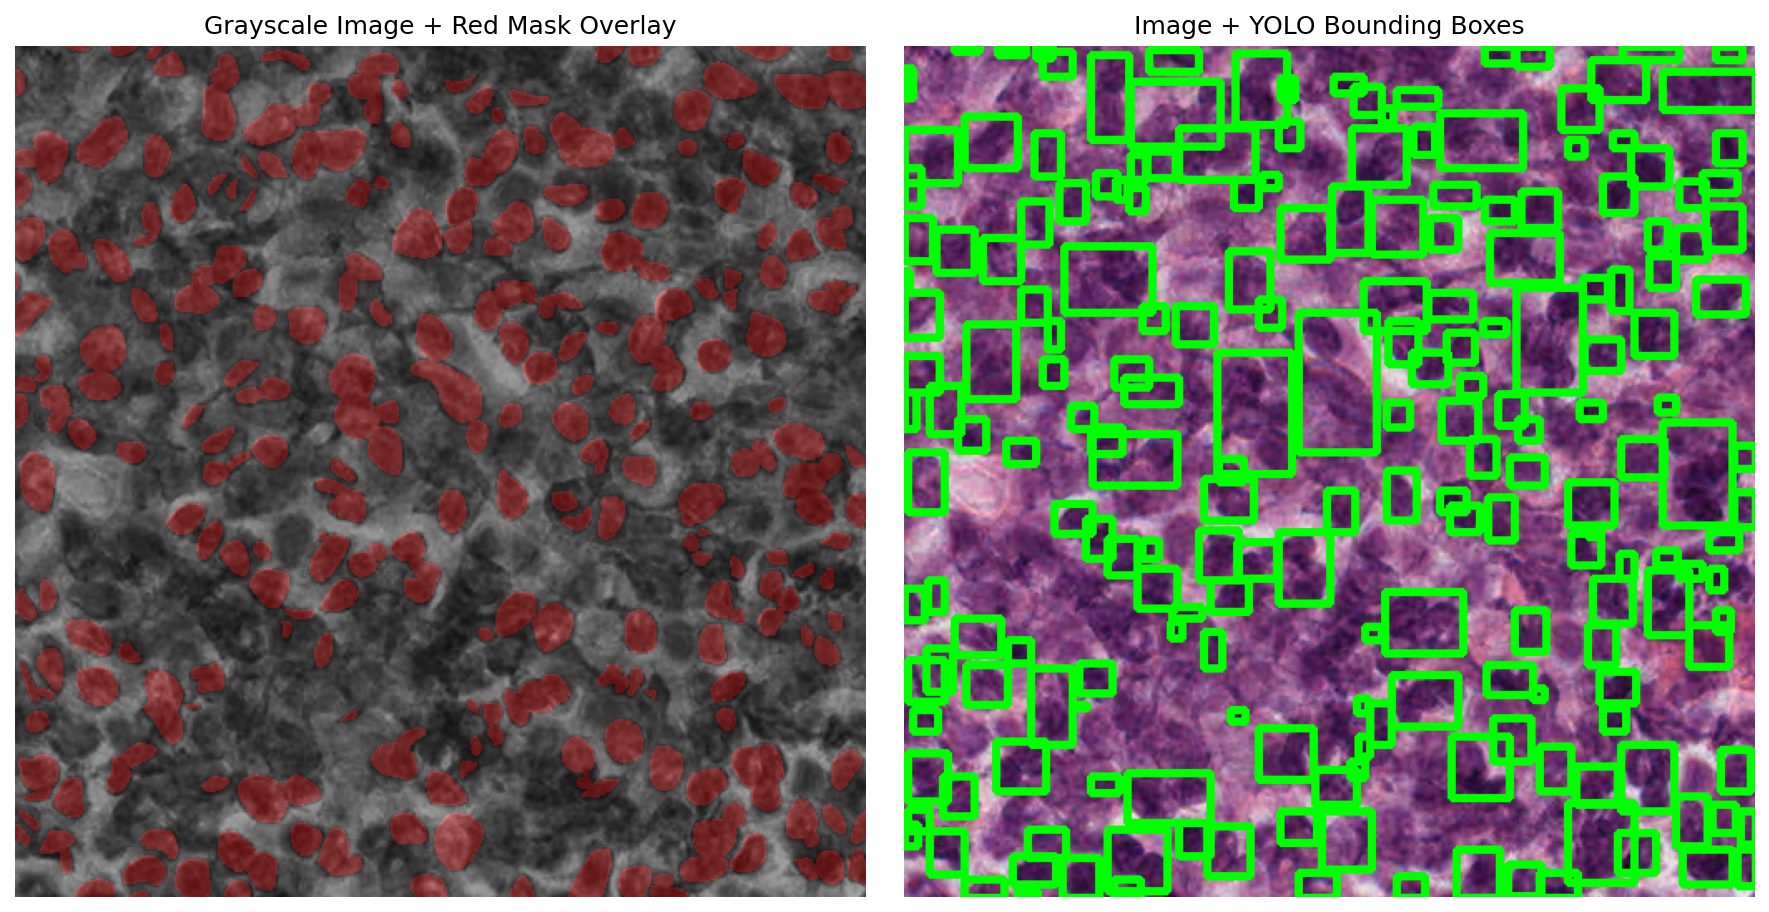 Grayscale Image + Red Mask Overlay
Image + YOLO Bounding Boxes